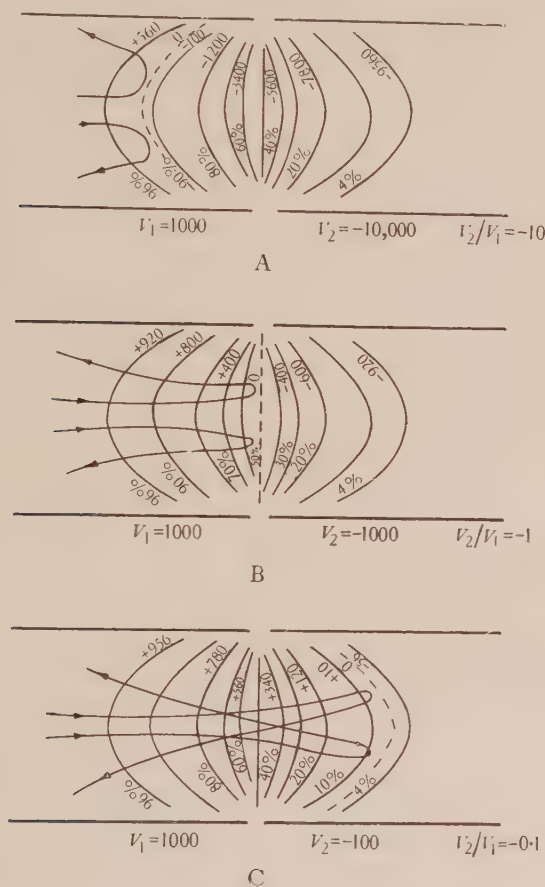 +560 0 -100 -1200 -3400 -5600 -7800 -9560
96% 90·9% 80% 60% 40% 20% 4%
V₁=1000 V₂=-10,000 V₂/V₁=-10
A
+920 +800 +400 0 -400 -600 -920
96% 90% 70% 50% 30% 20% 4%
V₁=1000 V₂=-1000 V₂/V₁=-1
B
+956 +780 +560 +340 +120 +10 0 -56
96% 80% 60% 40% 20% 10% 4%
V₁=1000 V₂=-100 V₂/V₁=-0·1
C